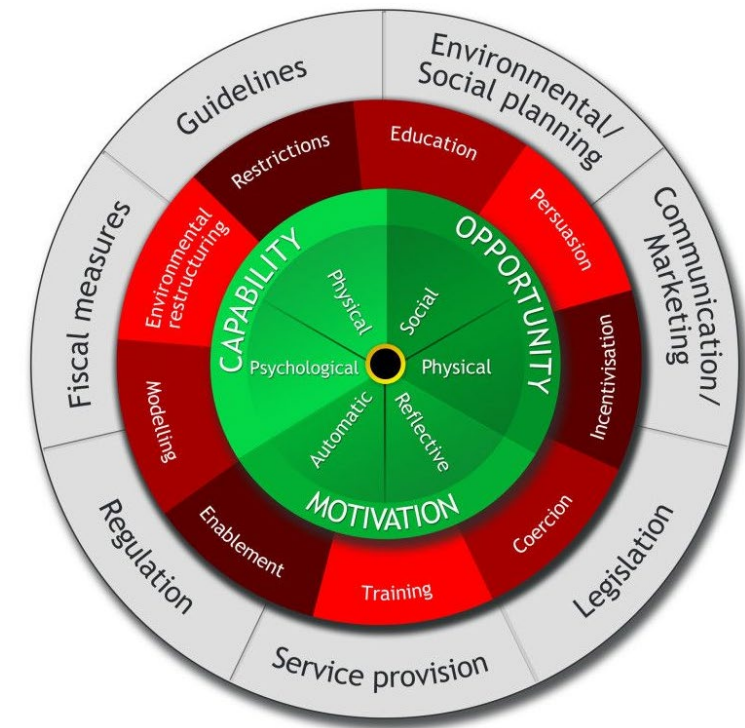 Guidelines
Environmental/
Social planning
Communication/
Marketing
Legislation
Service provision
Regulation
Fiscal measures
Restrictions
Education
Persuasion
Incentivisation
Coercion
Training
Enablement
Modelling
Environmental
restructuring
CAPABILITY
OPPORTUNITY
MOTIVATION
Physical
Social
Physical
Reflective
Automatic
Psychological